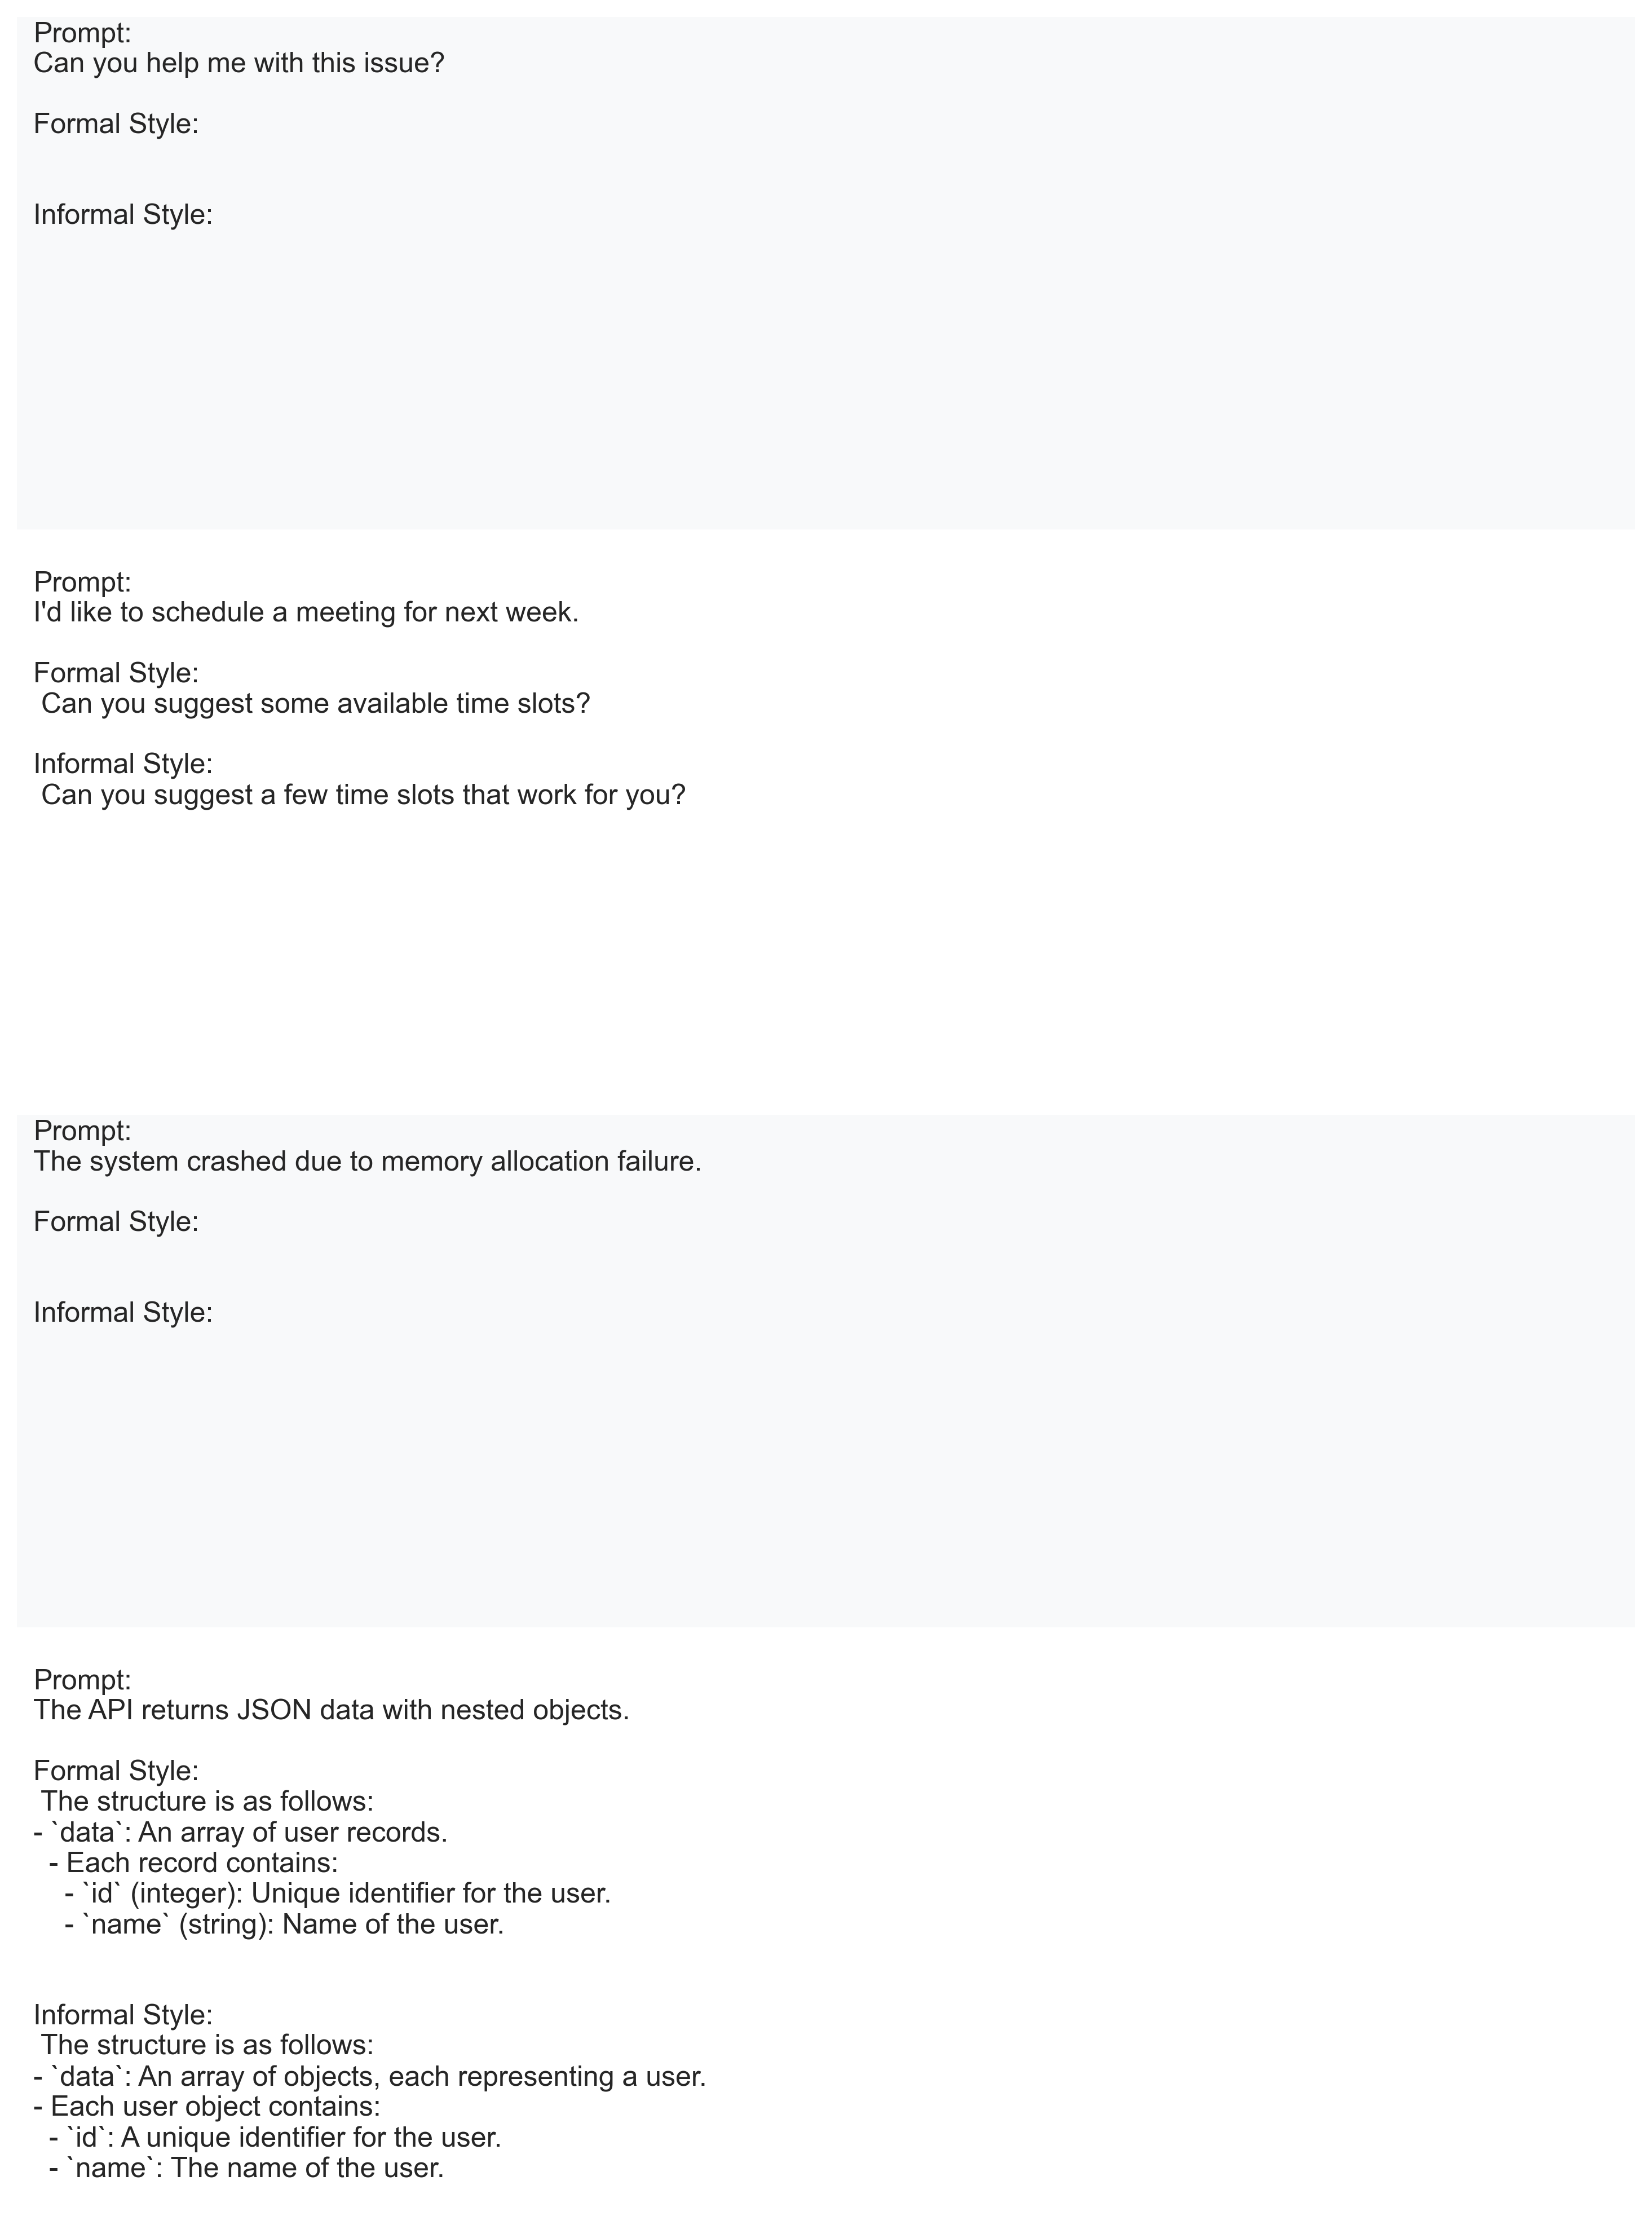 Prompt:
Can you help me with this issue?
Formal Style:
Informal Style:
Prompt:
I'd like to schedule a meeting for next week.
Formal Style:
Can you suggest some available time slots?
Informal Style:
Can you suggest a few time slots that work for you?
Prompt:
The system crashed due to memory allocation failure.
Formal Style:
Informal Style:
Prompt:
The API returns JSON data with nested objects.
Formal Style:
The structure is as follows:
- `data`: An array of user records.
  - Each record contains:
    - `id` (integer): Unique identifier for the user.
    - `name` (string): Name of the user.
Informal Style:
The structure is as follows:
- `data`: An array of objects, each representing a user.
- Each user object contains:
  - `id`: A unique identifier for the user.
  - `name`: The name of the user.